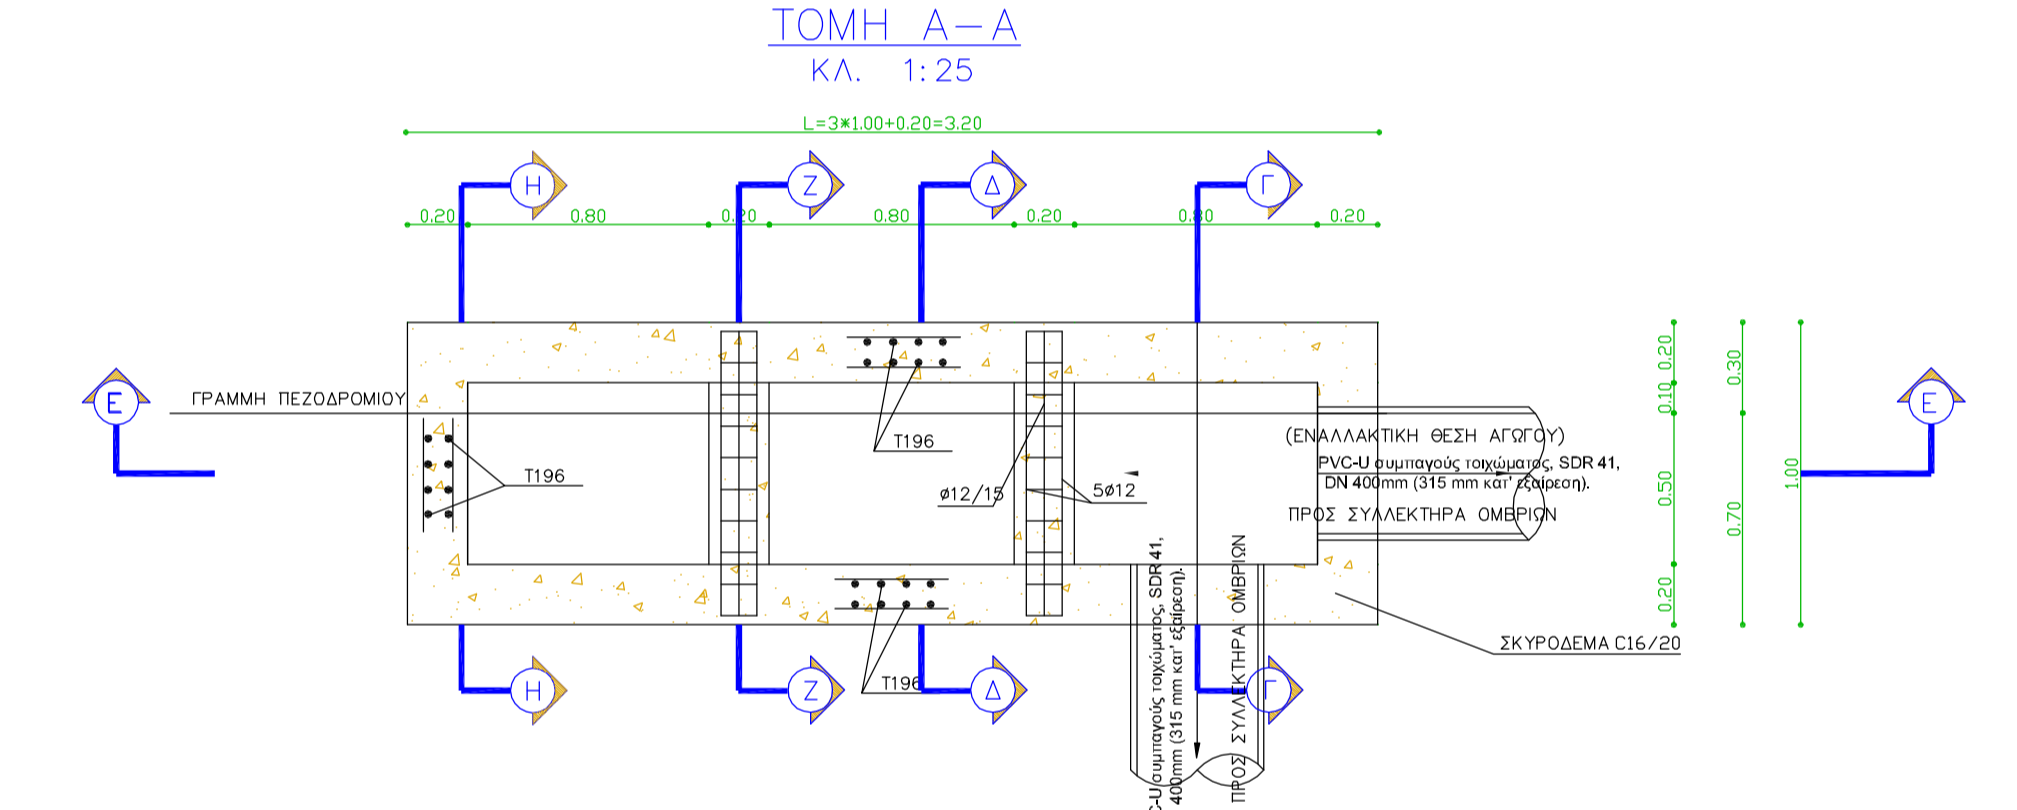 ΤΟΜΗ Α–Α
ΚΛ. 1:25
L=3*1.00+0.20=3.20
Η Ζ Δ Γ
0.20 0.80 0.20 0.80 0.20 0.80 0.20
Ε
ΓΡΑΜΜΗ ΠΕΖΟΔΡΟΜΙΟΥ
Ε
T196
T196
ø12/15
5ø12
(ΕΝΑΛΛΑΚΤΙΚΗ ΘΕΣΗ ΑΓΩΓΟΥ)
PVC-U συμπαγούς τοιχώματος, SDR 41,
DN 400mm (315 mm κατ' εξαίρεση).
ΠΡΟΣ ΣΥΛΛΕΚΤΗΡΑ ΟΜΒΡΙΩΝ
0.20
0.10
0.50
0.20
0.30
0.70
1.00
ΣΚΥΡΟΔΕΜΑ C16/20
T196
-U συμπαγούς τοιχώματος, SDR 41,
400mm (315 mm κατ' εξαίρεση).
ΠΡΟΣ ΣΥΛΛΕΚΤΗΡΑ ΟΜΒΡΙΩΝ
Η Ζ Δ Γ